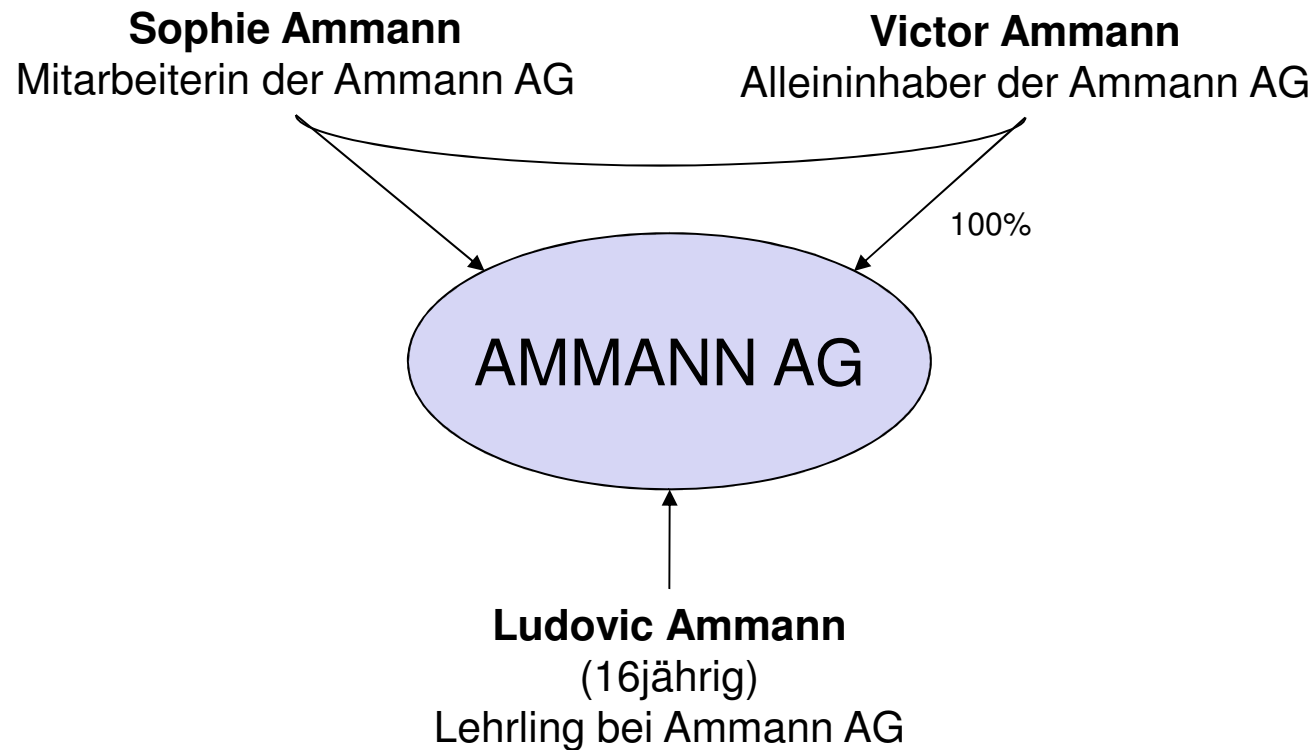 Sophie Ammann
Mitarbeiterin der Ammann AG
Victor Ammann
Alleininhaber der Ammann AG
100%
AMMANN AG
Ludovic Ammann
(16jährig)
Lehrling bei Ammann AG